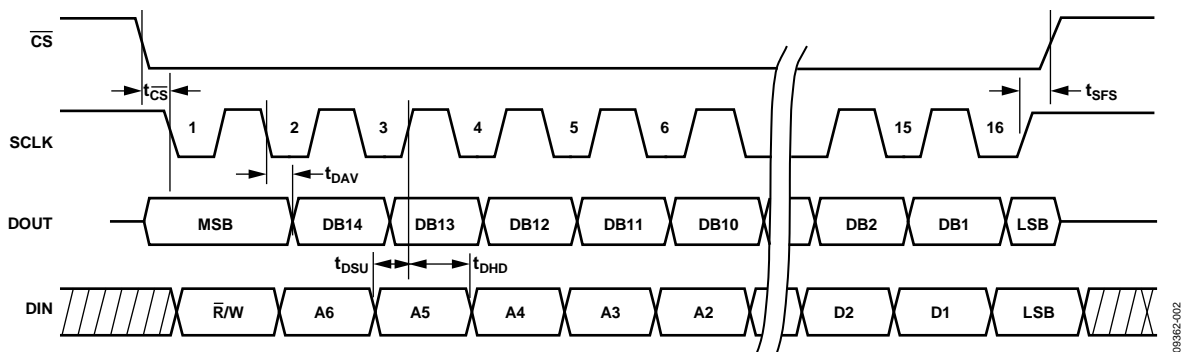 CS
tCS
tSFS
SCLK
1 2 3 4 5 6 15 16
tDAV
DOUT
MSB DB14 DB13 DB12 DB11 DB10 DB2 DB1 LSB
tDSU tDHD
DIN
R/W A6 A5 A4 A3 A2 D2 D1 LSB
09362-002